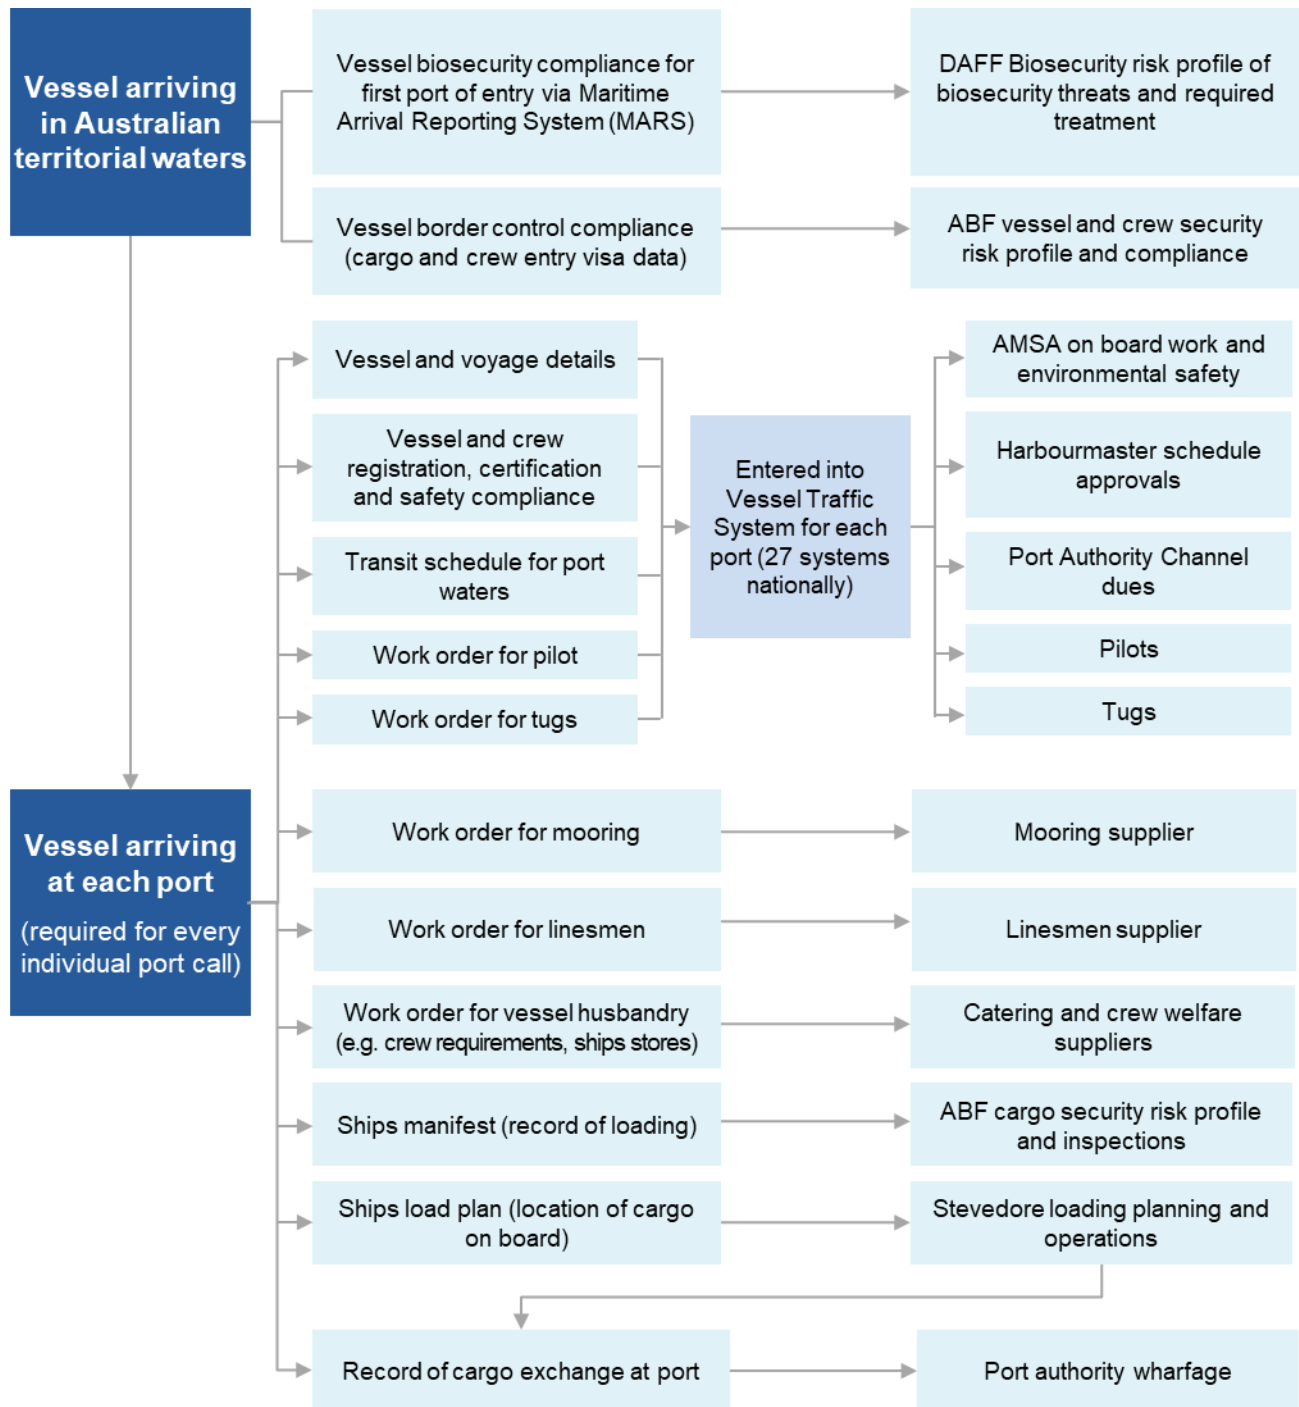 Vessel arriving
in Australian
territorial waters
Vessel biosecurity compliance for
first port of entry via Maritime
Arrival Reporting System (MARS)
DAFF Biosecurity risk profile of
biosecurity threats and required
treatment
Vessel border control compliance
(cargo and crew entry visa data)
ABF vessel and crew security
risk profile and compliance
Vessel and voyage details
Vessel and crew
registration, certification
and safety compliance
Transit schedule for port
waters
Work order for pilot
Work order for tugs
Entered into
Vessel Traffic
System for each
port (27 systems
nationally)
AMSA on board work and
environmental safety
Harbourmaster schedule
approvals
Port Authority Channel
dues
Pilots
Tugs
Vessel arriving
at each port
(required for every
individual port call)
Work order for mooring
Mooring supplier
Work order for linesmen
Linesmen supplier
Work order for vessel husbandry
(e.g. crew requirements, ships stores)
Catering and crew welfare
suppliers
Ships manifest (record of loading)
ABF cargo security risk profile
and inspections
Ships load plan (location of cargo
on board)
Stevedore loading planning and
operations
Record of cargo exchange at port
Port authority wharfage